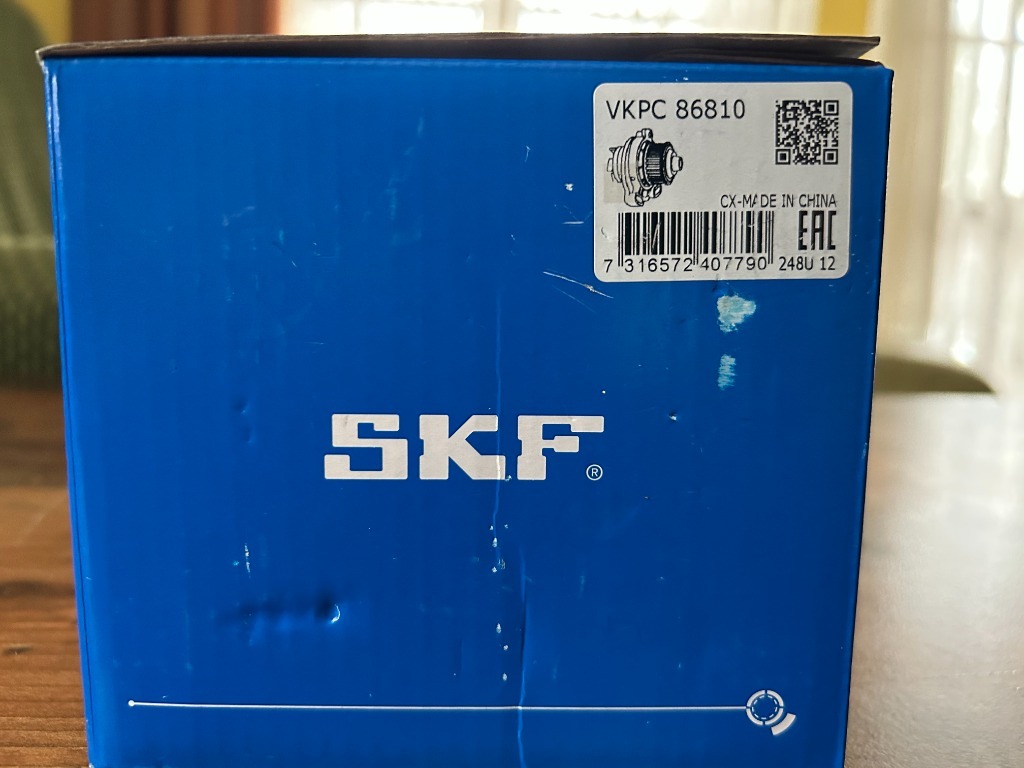 VKPC 86810
CX-MADE IN CHINA
EAC
7 316572 407790 248U 12
SKF®